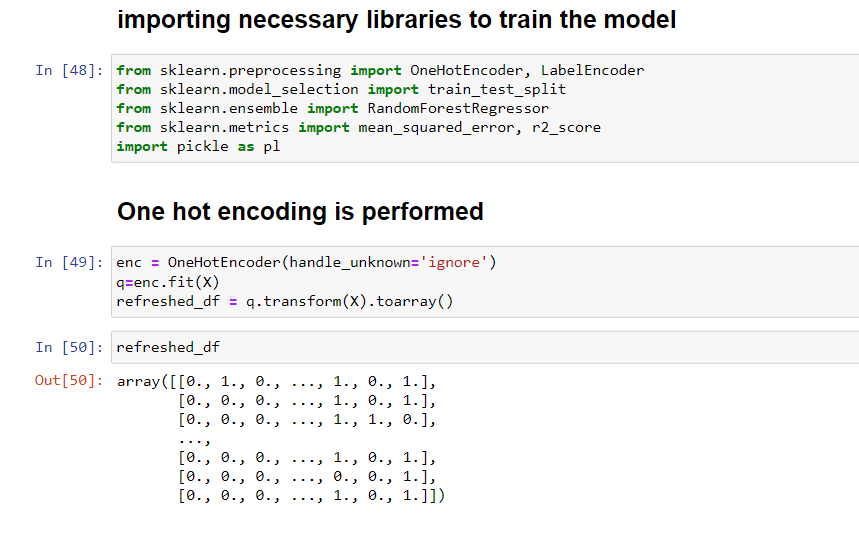 importing necessary libraries to train the model
In [48]: from sklearn.preprocessing import OneHotEncoder, LabelEncoder
from sklearn.model_selection import train_test_split
from sklearn.ensemble import RandomForestRegressor
from sklearn.metrics import mean_squared_error, r2_score
import pickle as pl
One hot encoding is performed
In [49]: enc = OneHotEncoder(handle_unknown='ignore')
q=enc.fit(X)
refreshed_df = q.transform(X).toarray()
In [50]: refreshed_df
Out[50]: array([[0., 1., 0., ..., 1., 0., 1.],
[0., 0., 0., ..., 1., 0., 1.],
[0., 0., 0., ..., 1., 1., 0.],
...,
[0., 0., 0., ..., 1., 0., 1.],
[0., 0., 0., ..., 0., 0., 1.],
[0., 0., 0., ..., 1., 0., 1.]])